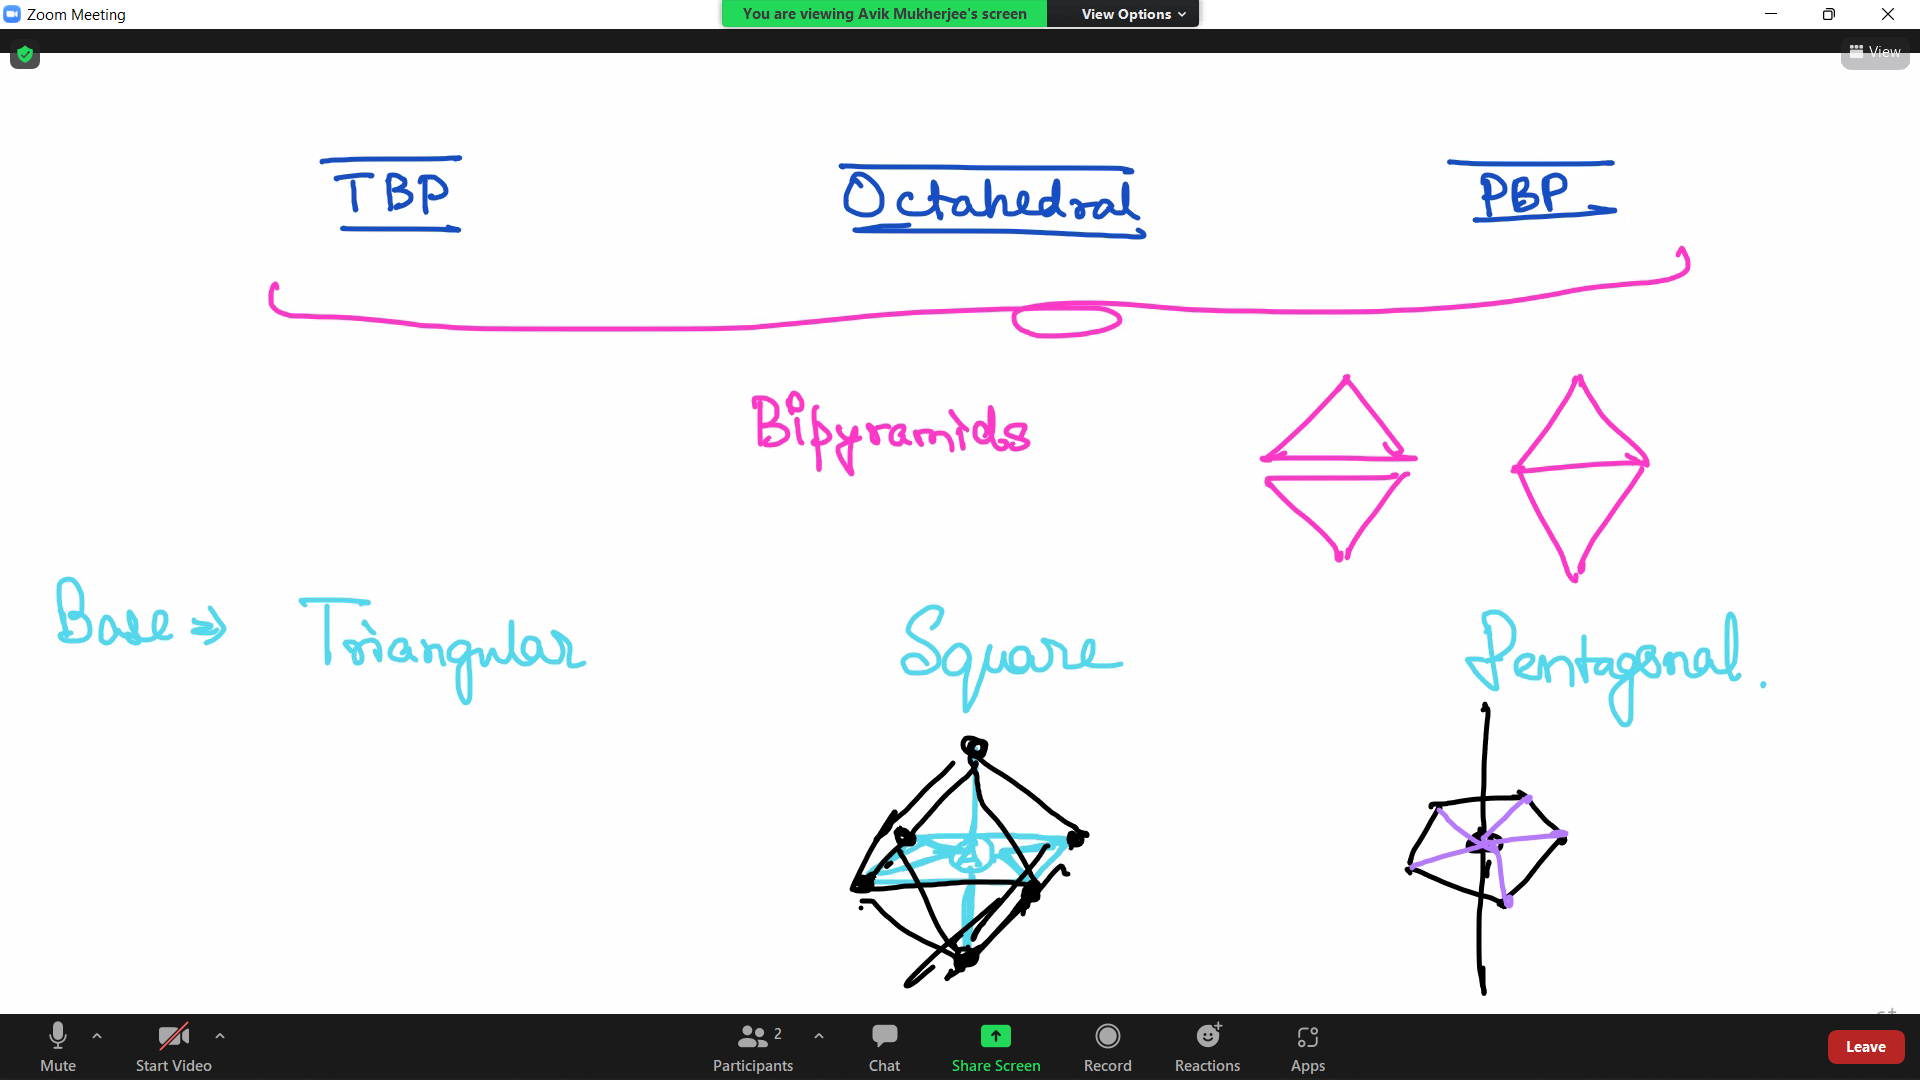 Zoom Meeting
You are viewing Avik Mukherjee's screen
View Options
View
TBP Octahedral PBP
Bipyramids
Base ⇒ Triangular Square Pentagonal.
A
Mute
Start Video
Participants 2
Chat
Share Screen
Record
Reactions
Apps
Leave